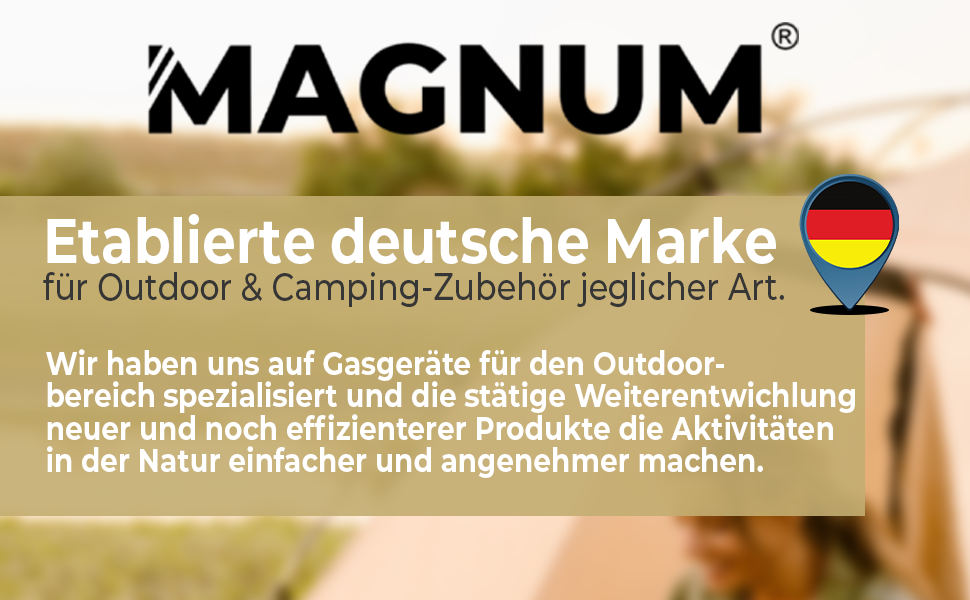 MAGNUM®
Etablierte deutsche Marke
für Outdoor & Camping-Zubehör jeglicher Art.
Wir haben uns auf Gasgeräte für den Outdoor-
bereich spezialisiert und die stätige Weiterentwichlung
neuer und noch effizienterer Produkte die Aktivitäten
in der Natur einfacher und angenehmer machen.